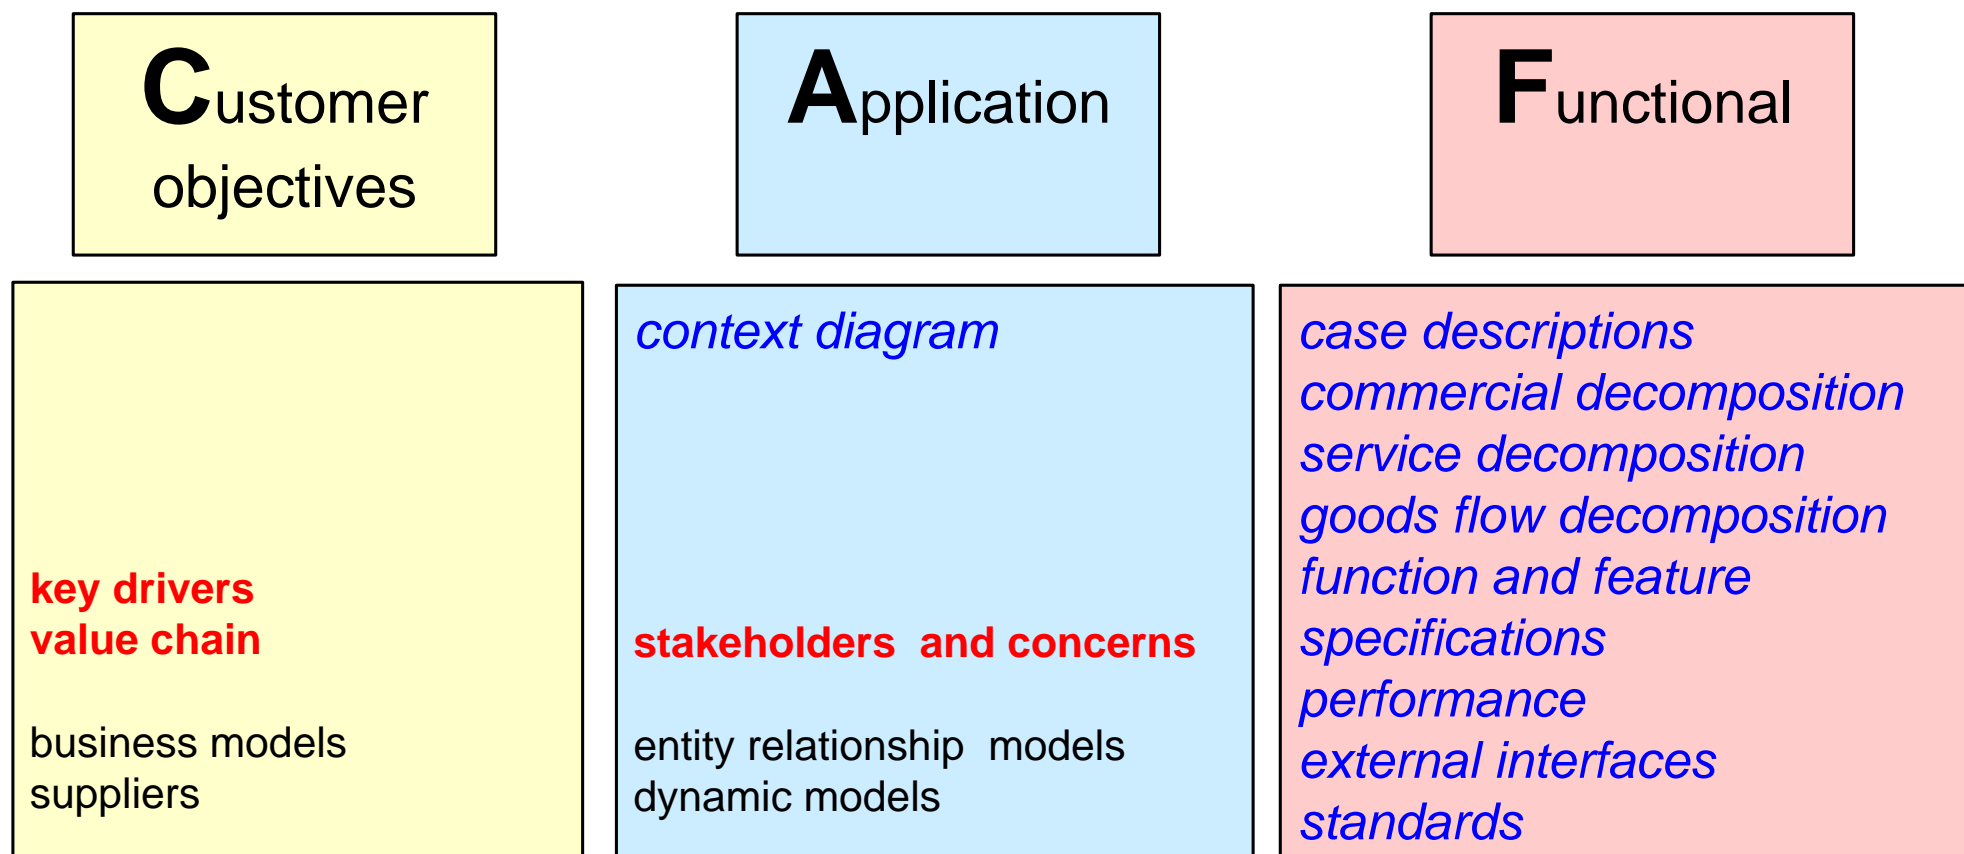 Customer
objectives
key drivers
value chain
business models
suppliers
Application
context diagram
stakeholders and concerns
entity relationship models
dynamic models
Functional
case descriptions
commercial decomposition
service decomposition
goods flow decomposition
function and feature
specifications
performance
external interfaces
standards